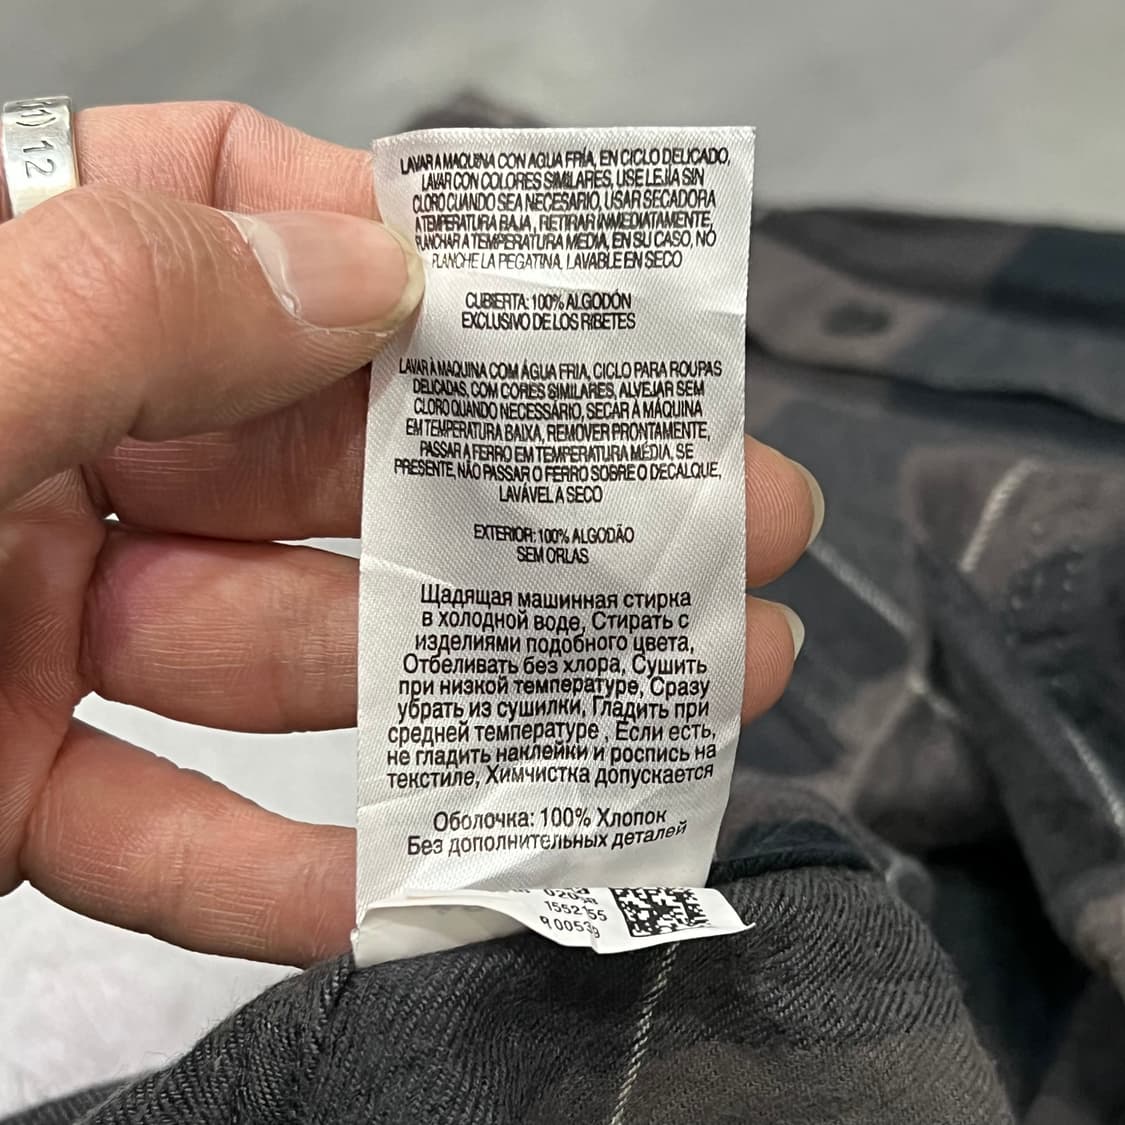 12
LAVAR A MAQUINA CON AGUA FRÍA, EN CICLO DELICADO,
LAVAR CON COLORES SIMILARES, USE LEJÍA SIN
CLORO CUANDO SEA NECESARIO, USAR SECADORA
A TEMPERATURA BAJA, RETIRAR INMEDIATAMENTE,
PLANCHAR A TEMPERATURA MEDIA, EN SU CASO, NO
PLANCHE LA PEGATINA, LAVABLE EN SECO
CUBIERTA: 100% ALGODÓN
EXCLUSIVO DE LOS RIBETES
LAVAR À MAQUINA COM ÁGUA FRIA, CICLO PARA ROUPAS
DELICADAS, COM CORES SIMILARES, ALVEJAR SEM
CLORO QUANDO NECESSÁRIO, SECAR À MÁQUINA
EM TEMPERATURA BAIXA, REMOVER PRONTAMENTE,
PASSAR A FERRO EM TEMPERATURA MÉDIA, SE
PRESENTE, NÃO PASSAR O FERRO SOBRE O DECALQUE,
LAVÁVEL A SECO
EXTERIOR: 100% ALGODÃO
SEM ORLAS
Щадящая машинная стирка
в холодной воде, Стирать с
изделиями подобного цвета,
Отбеливать без хлора, Сушить
при низкой температуре, Сразу
убрать из сушилки, Гладить при
средней температуре , Если есть,
не гладить наклейки и роспись на
текстиле, Химчистка допускается
Оболочка: 100% Хлопок
Без дополнительных деталей
1552155